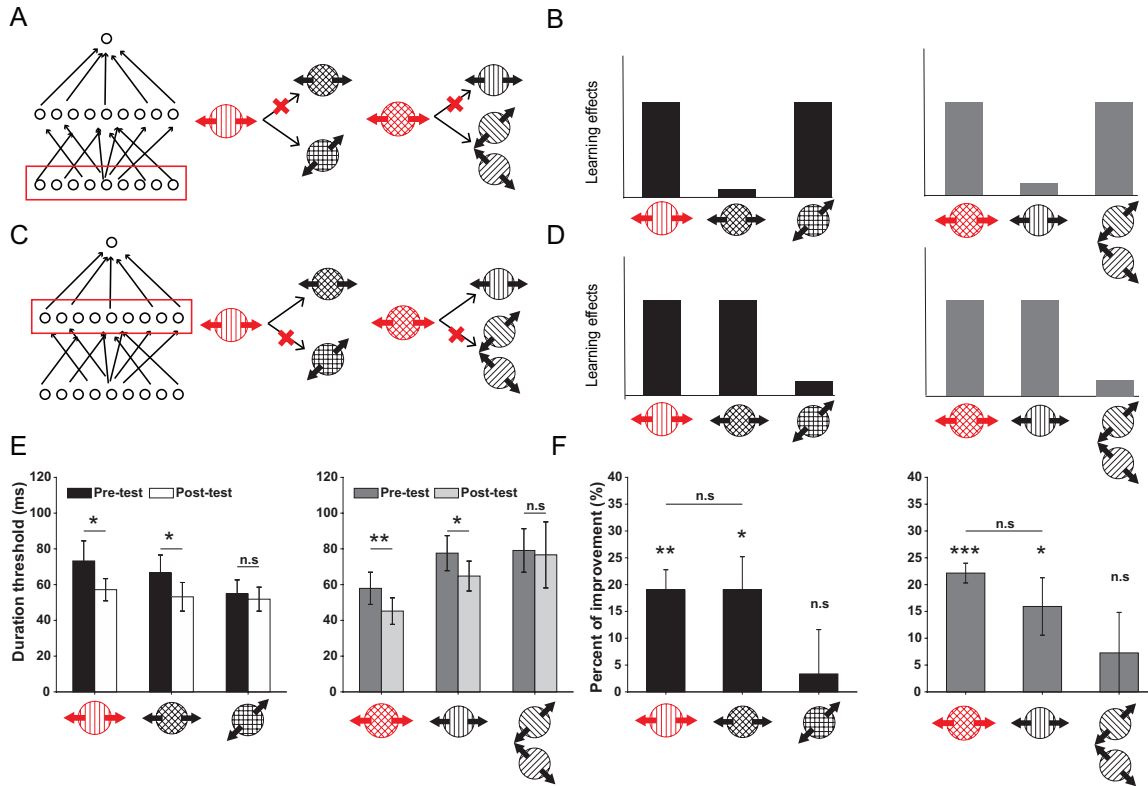 A
B
Learning effects
C
D
Learning effects
E
F
Duration threshold (ms)
120
100
80
60
40
20
0
Pre-test
Post-test
*
*
n.s
120
100
80
60
40
20
0
Pre-test
Post-test
**
*
n.s
Percent of improvement (%)
40
35
30
25
20
15
10
5
0
n.s
**
*
n.s
40
35
30
25
20
15
10
5
0
n.s
***
*
n.s